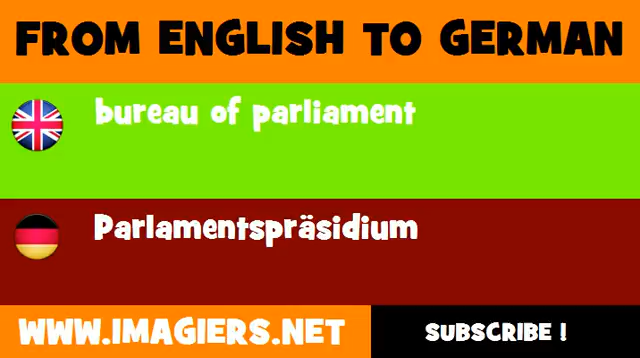 FROM ENGLISH TO GERMAN
bureau of parliament
Parlamentspräsidium
WWW.IMAGIERS.NET
SUBSCRIBE !